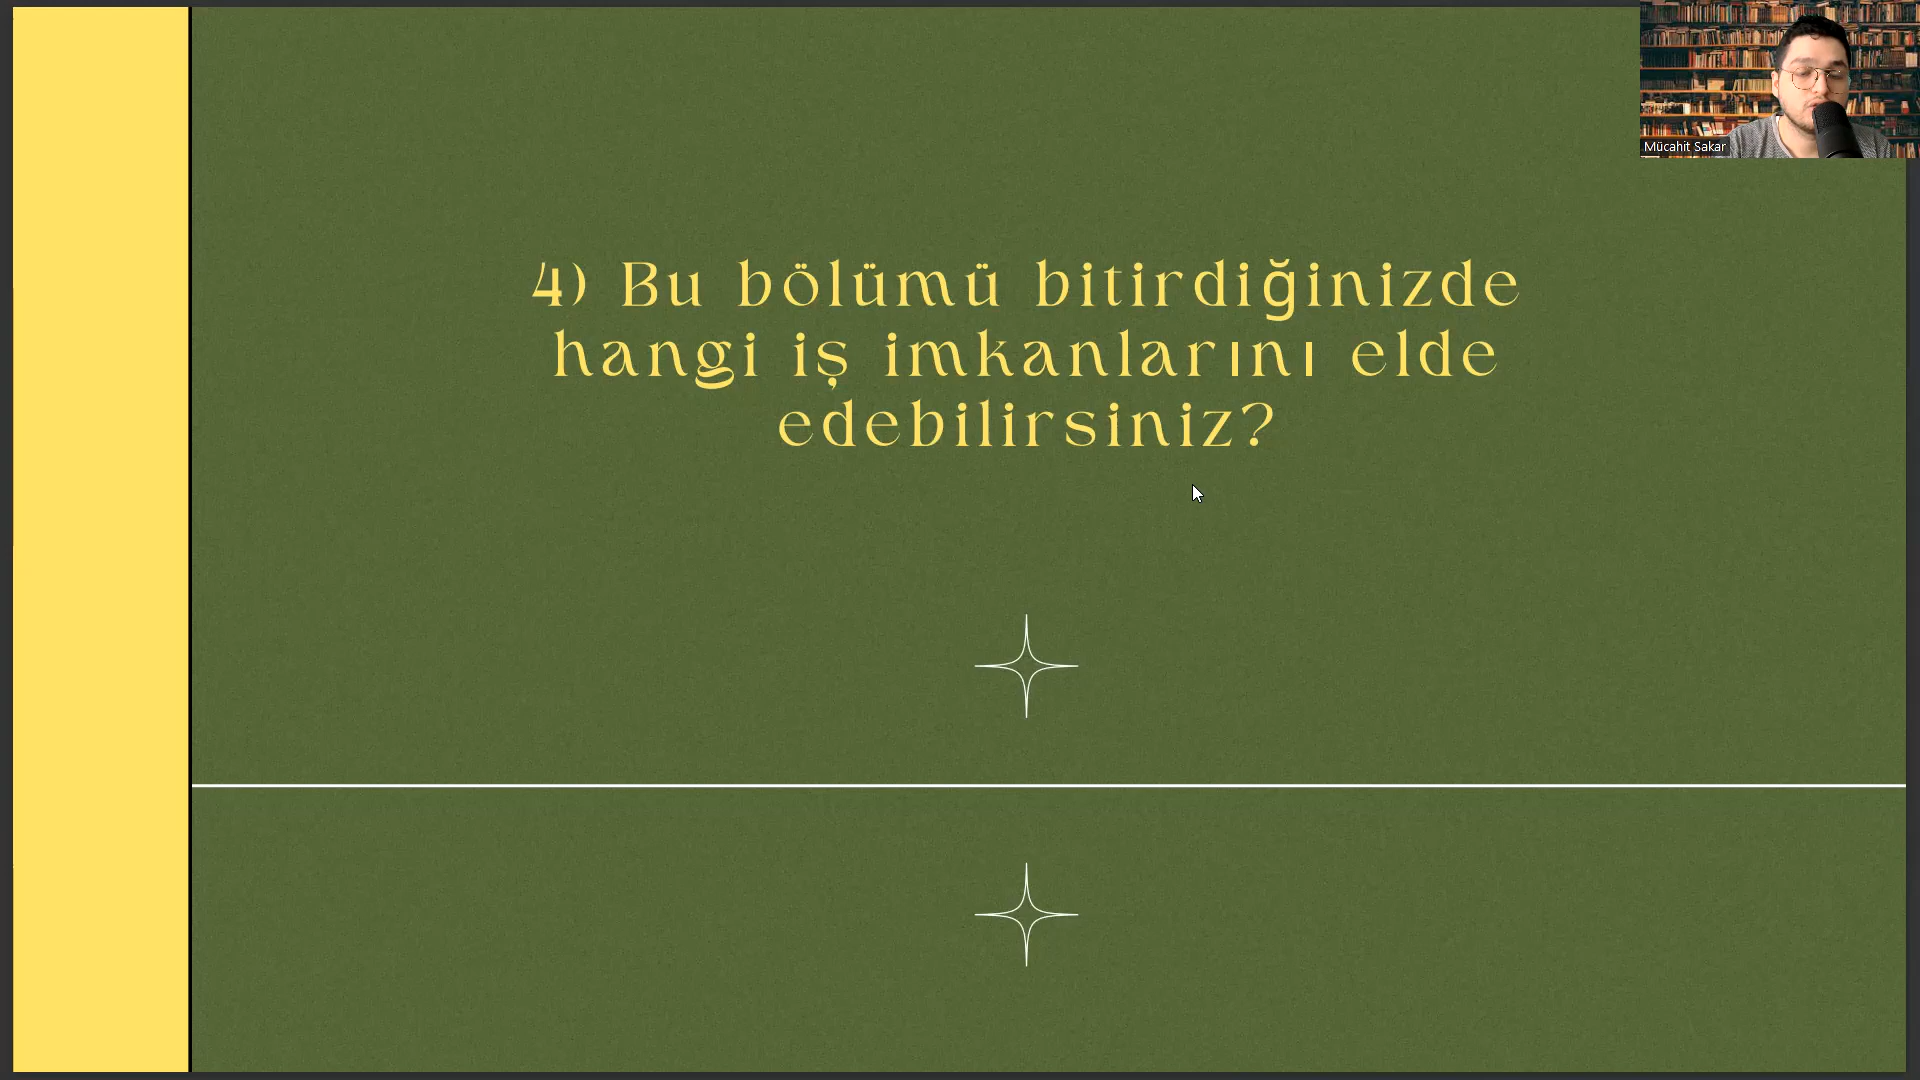 Mücahit Sakar
4) Bu bölümü bitirdiğinizde
hangi iş imkanlarını elde
edebilirsiniz?